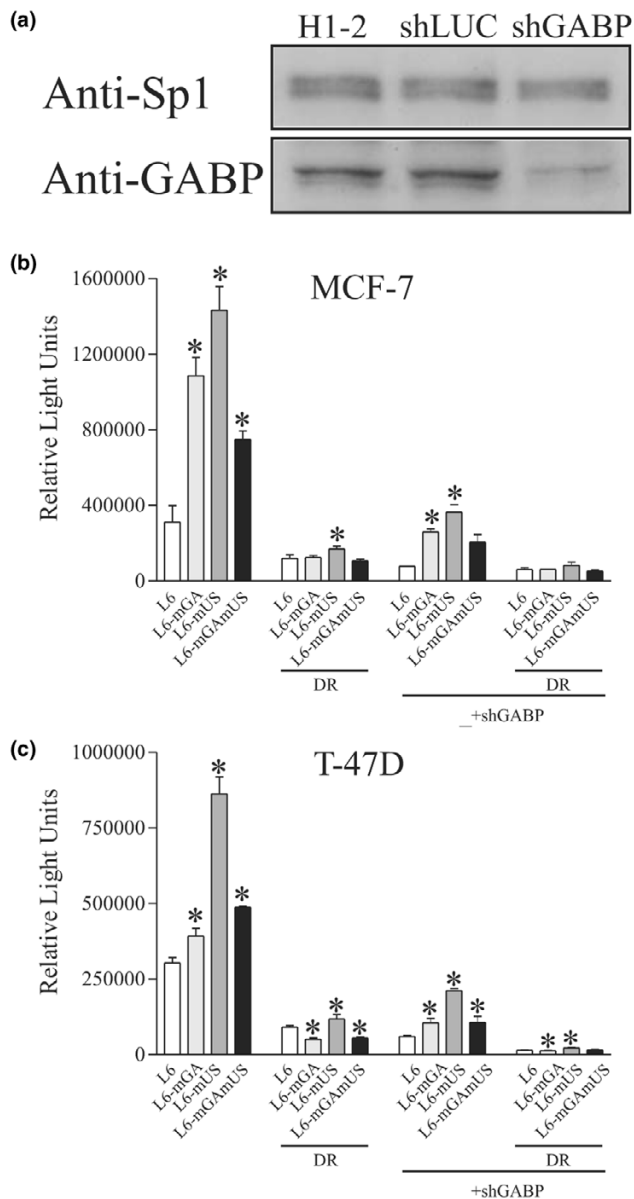 (a)
H1-2 shLUC shGABP
Anti-Sp1
Anti-GABP
(b)
MCF-7
Relative Light Units
1600000
1200000
800000
400000
0
* * * * * *
L6 L6-mGA L6-mUS L6-mGAmUS L6 L6-mGA L6-mUS L6-mGAmUS L6 L6-mGA L6-mUS L6-mGAmUS L6 L6-mGA L6-mUS L6-mGAmUS
DR DR
_+shGABP
(c)
T-47D
Relative Light Units
1000000
750000
500000
250000
0
* * * * * * * * * * *
L6 L6-mGA L6-mUS L6-mGAmUS L6 L6-mGA L6-mUS L6-mGAmUS L6 L6-mGA L6-mUS L6-mGAmUS L6 L6-mGA L6-mUS L6-mGAmUS
DR DR
+shGABP